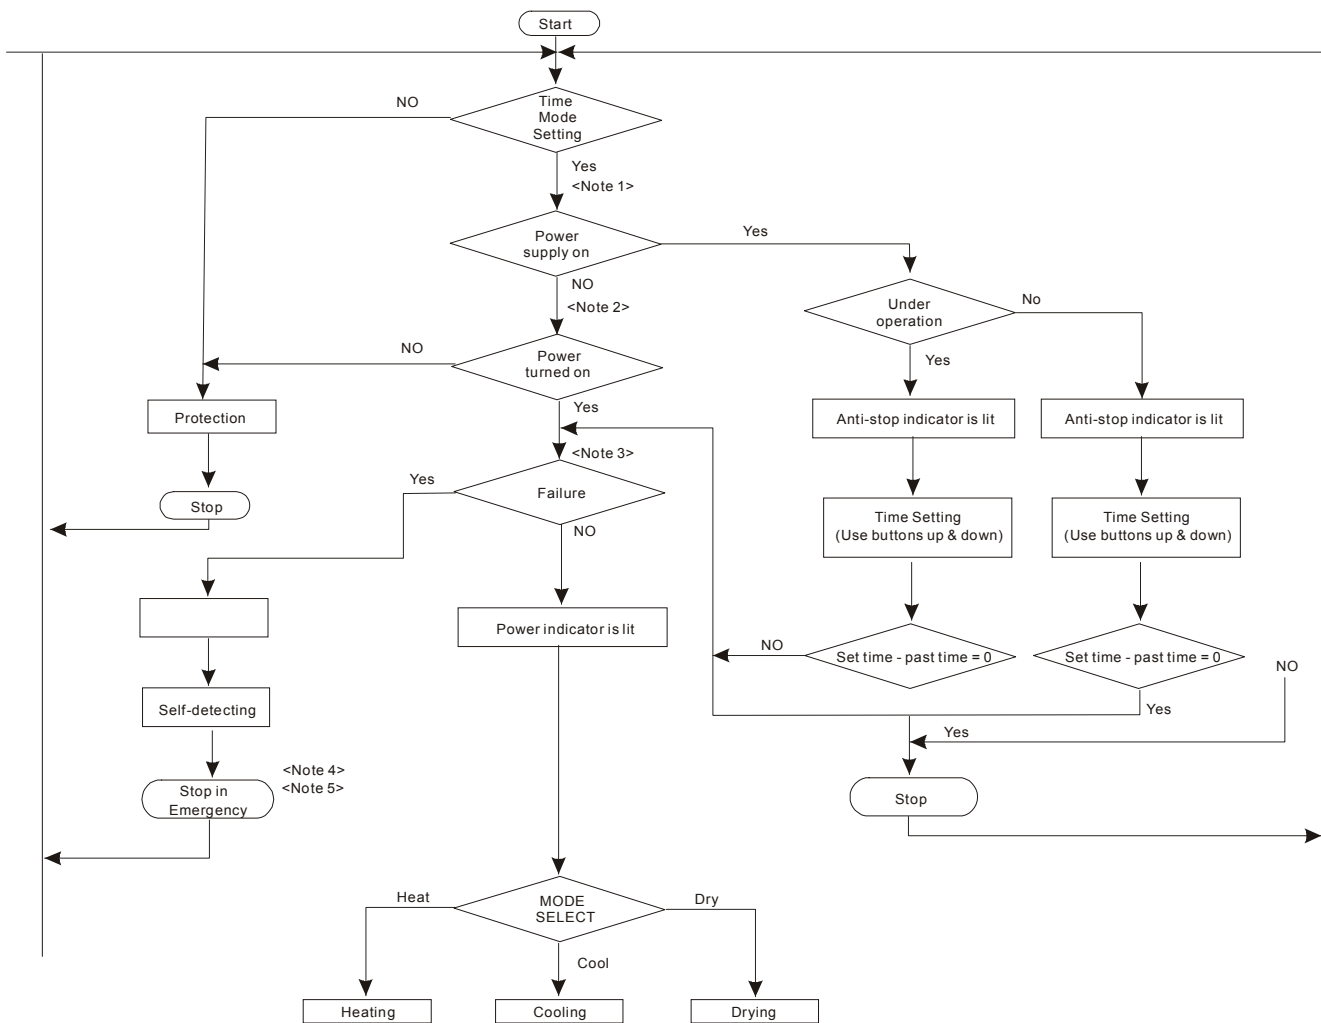 Start
NO
Time
Mode
Setting
Yes
<Note 1>
Power
supply on
Yes
NO
<Note 2>
Under
operation
No
Yes
NO
Power
turned on
Yes
Protection
Anti-stop indicator is lit
Anti-stop indicator is lit
<Note 3>
Yes
Failure
NO
Stop
Time Setting
(Use buttons up & down)
Time Setting
(Use buttons up & down)
Power indicator is lit
NO
Set time - past time = 0
Set time - past time = 0
NO
Self-detecting
Yes
Yes
<Note 4>
<Note 5>
Stop in
Emergency
Stop
Heat
MODE
SELECT
Dry
Cool
Heating
Cooling
Drying